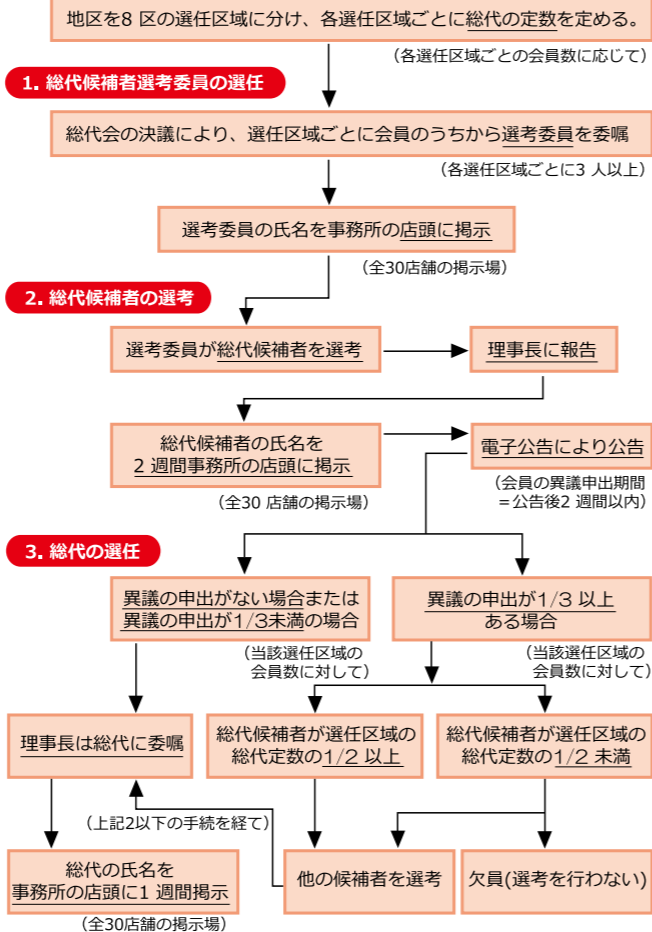 地区を8 区の選任区域に分け、各選任区域ごとに総代の定数を定める。
（各選任区域ごとの会員数に応じて）
1. 総代候補者選考委員の選任
総代会の決議により、選任区域ごとに会員のうちから選考委員を委嘱
（各選任区域ごとに3 人以上）
選考委員の氏名を事務所の店頭に掲示
（全30店舗の掲示場）
2. 総代候補者の選考
選考委員が総代候補者を選考
理事長に報告
総代候補者の氏名を
2 週間事務所の店頭に掲示
（全30 店舗の掲示場）
電子公告により公告
（会員の異議申出期間
＝公告後2 週間以内）
3. 総代の選任
異議の申出がない場合または
異議の申出が1/3未満の場合
（当該選任区域の
会員数に対して）
異議の申出が1/3 以上
ある場合
（当該選任区域の
会員数に対して）
理事長は総代に委嘱
総代候補者が選任区域の
総代定数の1/2 以上
総代候補者が選任区域の
総代定数の1/2 未満
（上記2以下の手続を経て）
総代の氏名を
事務所の店頭に1 週間掲示
（全30店舗の掲示場）
他の候補者を選考
欠員(選考を行わない)